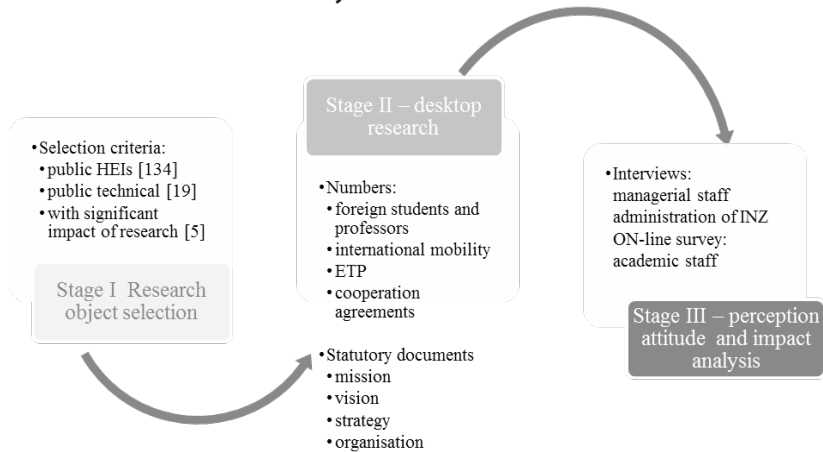 •Selection criteria:
•public HEIs [134]
•public technical [19]
•with significant
impact of research [5]
Stage I Research
object selection
Stage II – desktop
research
•Numbers:
•foreign students and
professors
•international mobility
•ETP
•cooperation
agreements
•Statutory documents
•mission
•vision
•strategy
•organisation
•Interviews:
managerial staff
administration of INZ
ON-line survey:
academic staff
Stage III – perception
attitude and impact
analysis